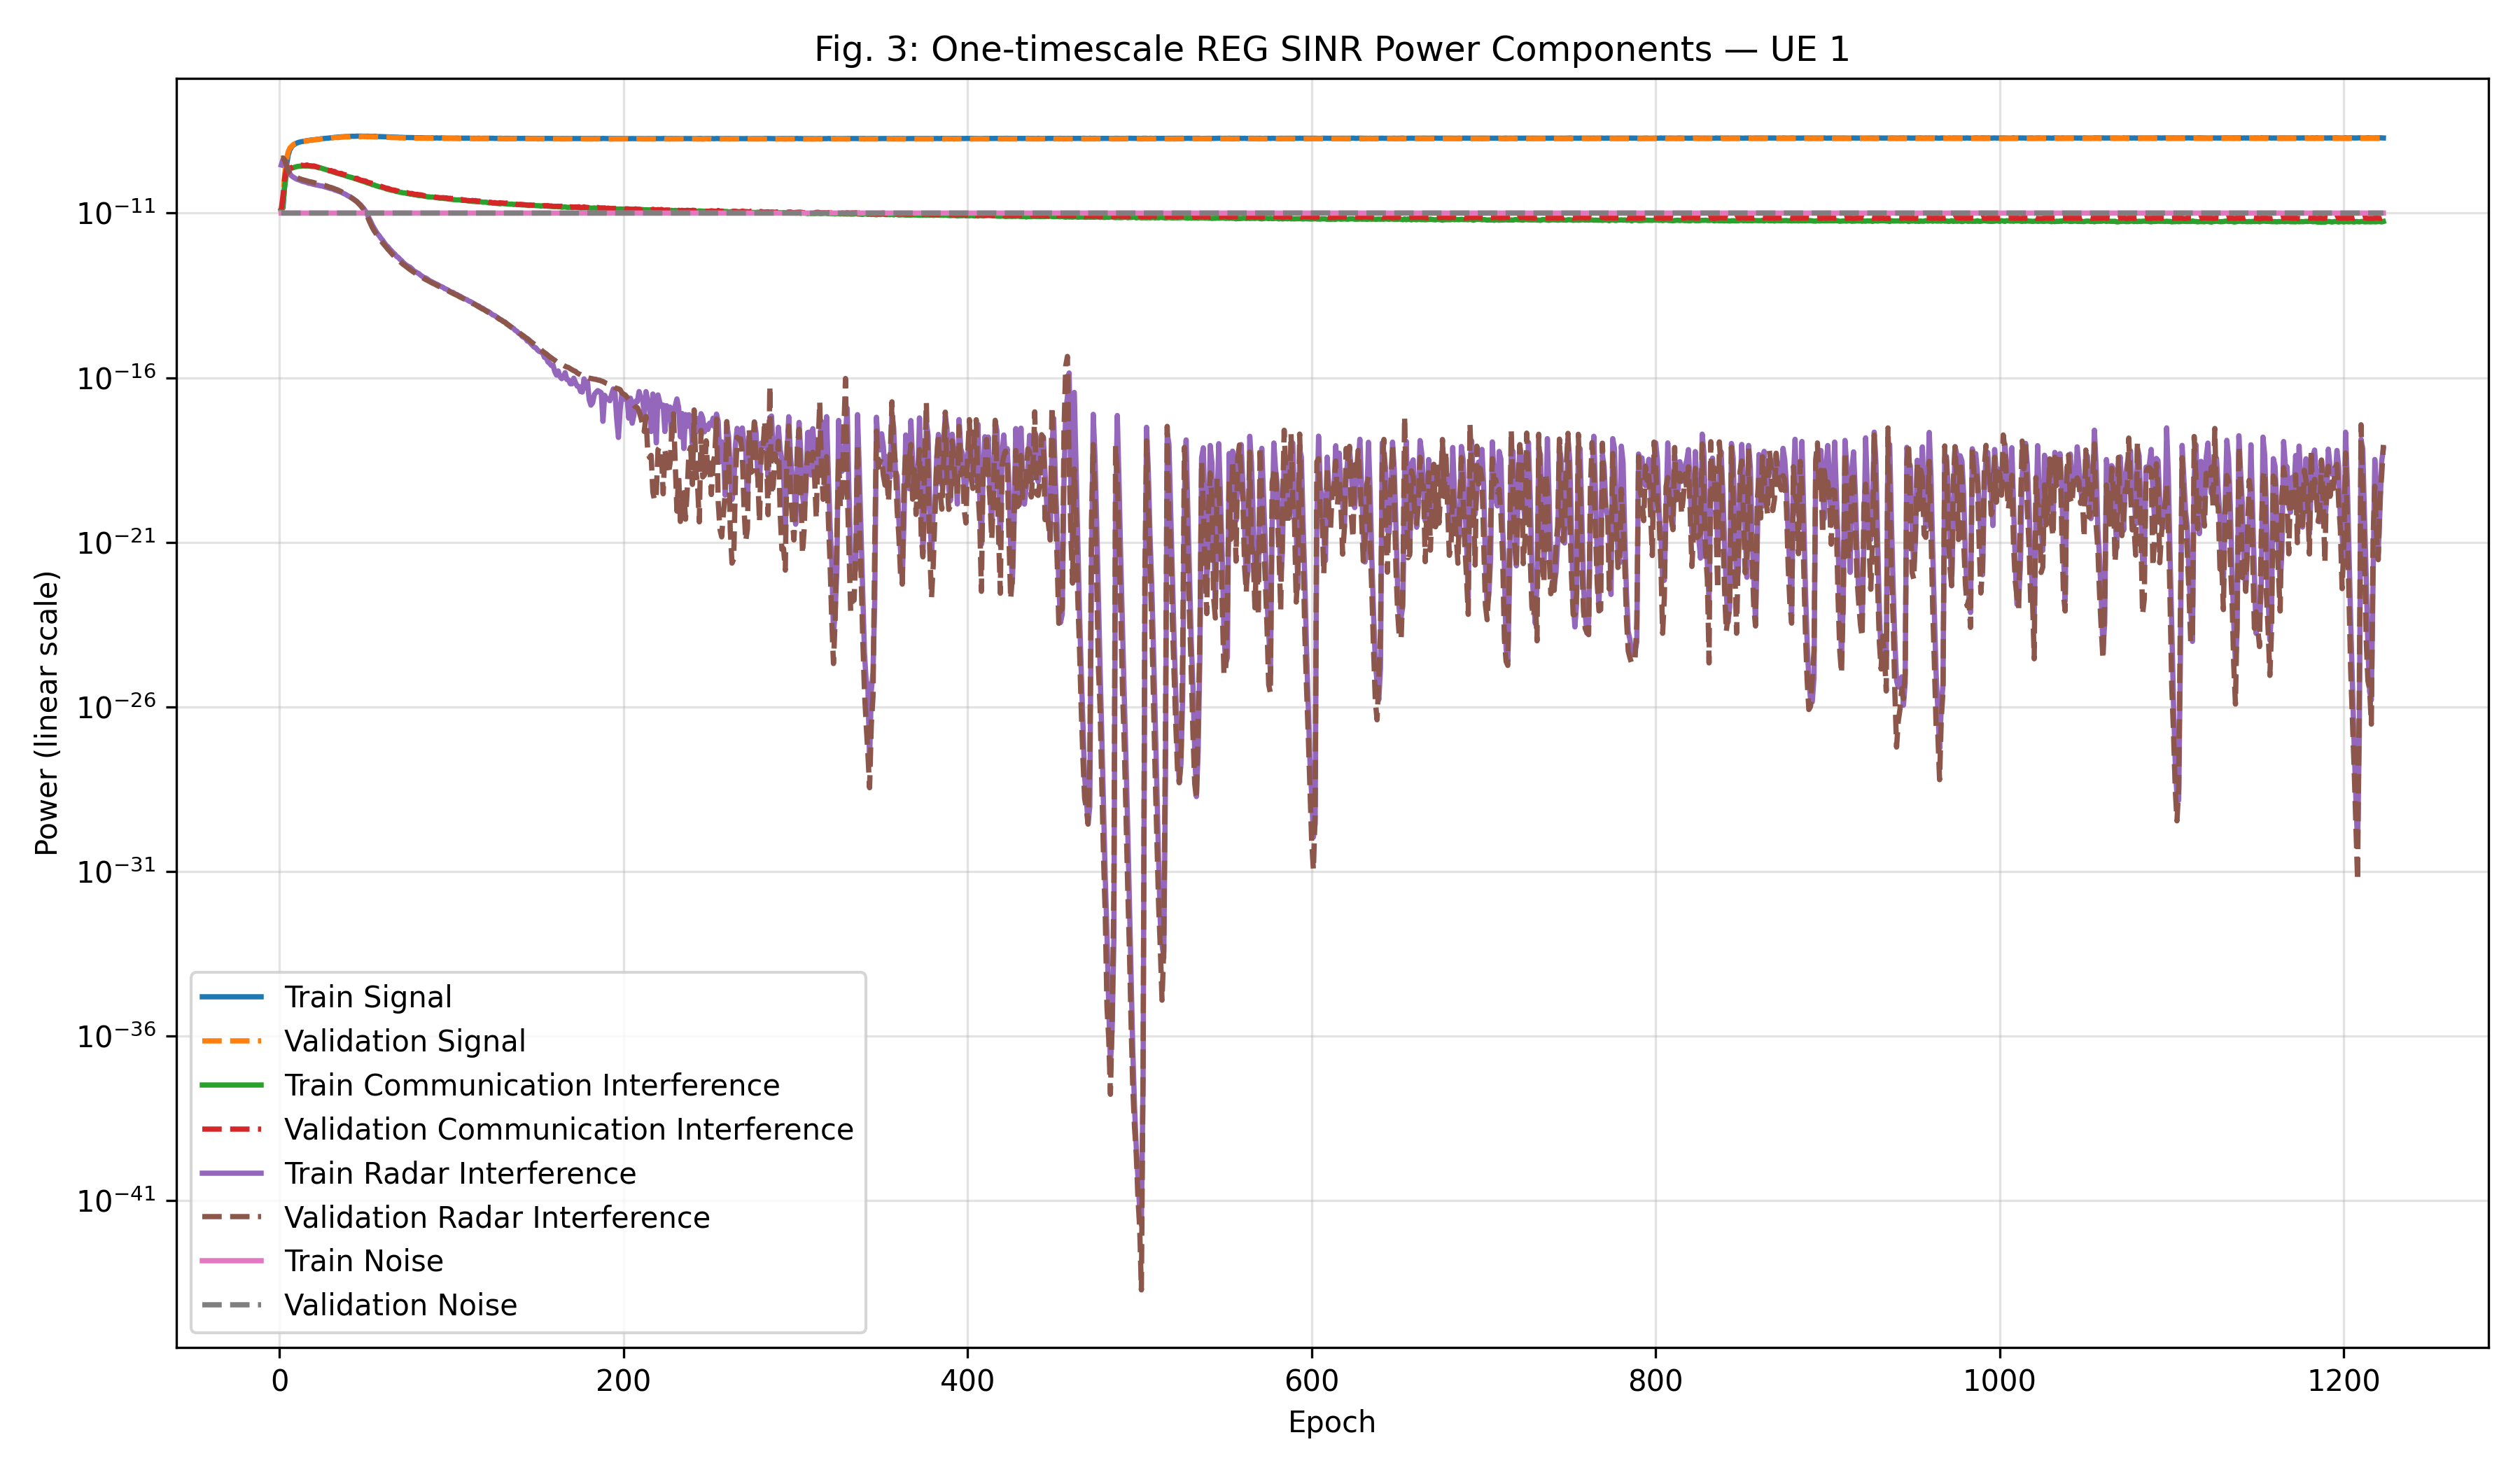 Fig. 3: One-timescale REG SINR Power Components — UE 1
Power (linear scale)
10⁻¹¹
10⁻¹⁶
10⁻²¹
10⁻²⁶
10⁻³¹
10⁻³⁶
10⁻⁴¹
Train Signal
Validation Signal
Train Communication Interference
Validation Communication Interference
Train Radar Interference
Validation Radar Interference
Train Noise
Validation Noise
0 200 400 600 800 1000 1200
Epoch